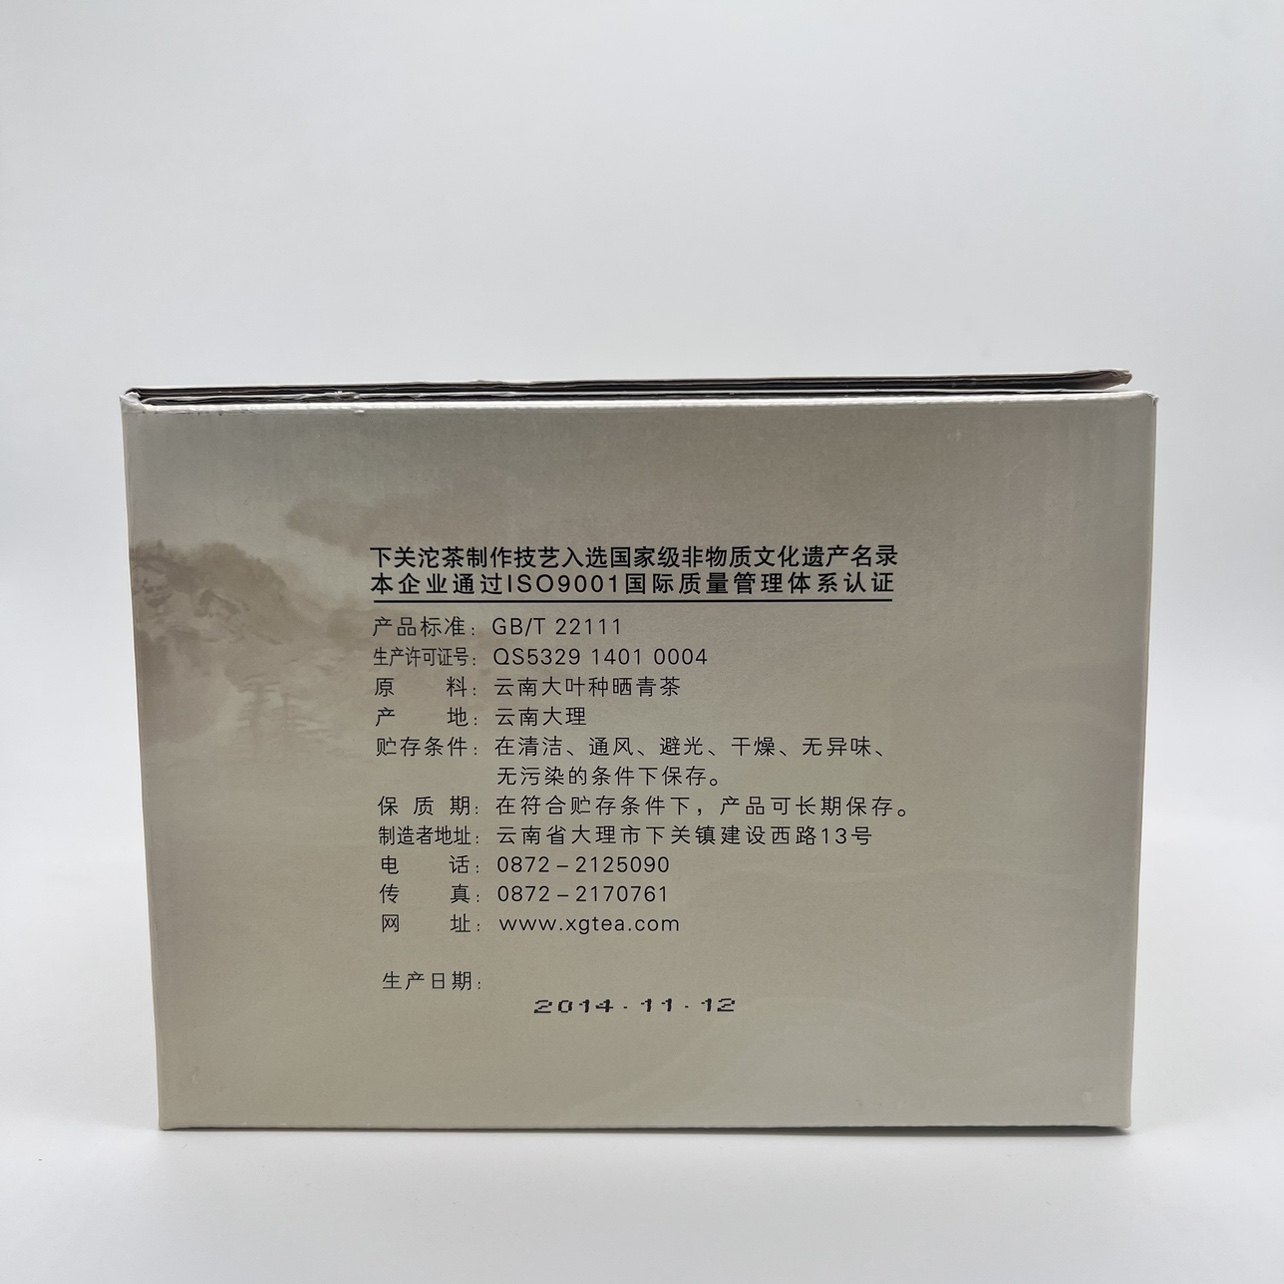 下关沱茶制作技艺入选国家级非物质文化遗产名录
本企业通过ISO9001国际质量管理体系认证
产品标准：GB/T 22111
生产许可证号：QS5329 1401 0004
原料：云南大叶种晒青茶
产地：云南大理
贮存条件：在清洁、通风、避光、干燥、无异味、
无污染的条件下保存。
保质期：在符合贮存条件下，产品可长期保存。
制造者地址：云南省大理市下关镇建设西路13号
电话：0872-2125090
传真：0872-2170761
网址：www.xgtea.com
生产日期：
2014·11·12